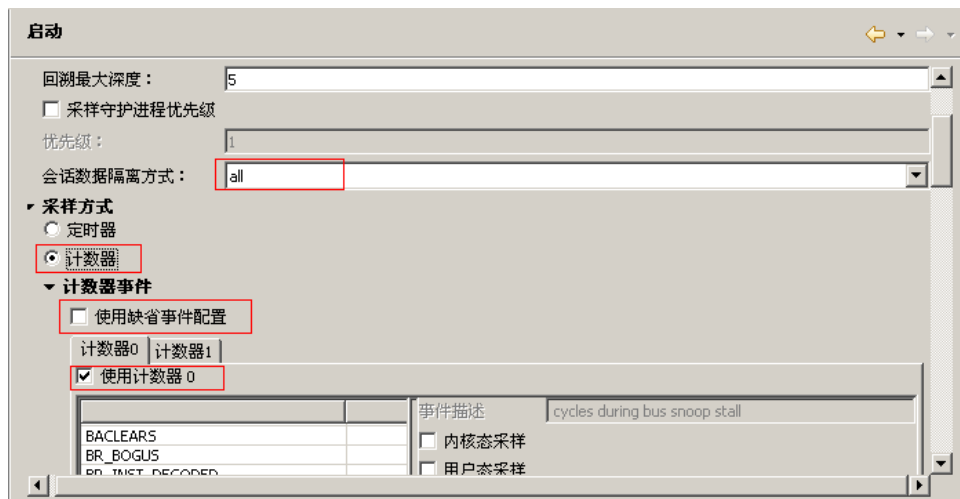 启动
回溯最大深度： 5
采样守护进程优先级
优先级： 1
会话数据隔离方式： all
采样方式
定时器
计数器
计数器事件
使用缺省事件配置
计数器0 计数器1
使用计数器 0
事件描述 cycles during bus snoop stall
BACLEARS
内核态采样
BR_BOGUS
BR_INST_DECODED
用户态采样